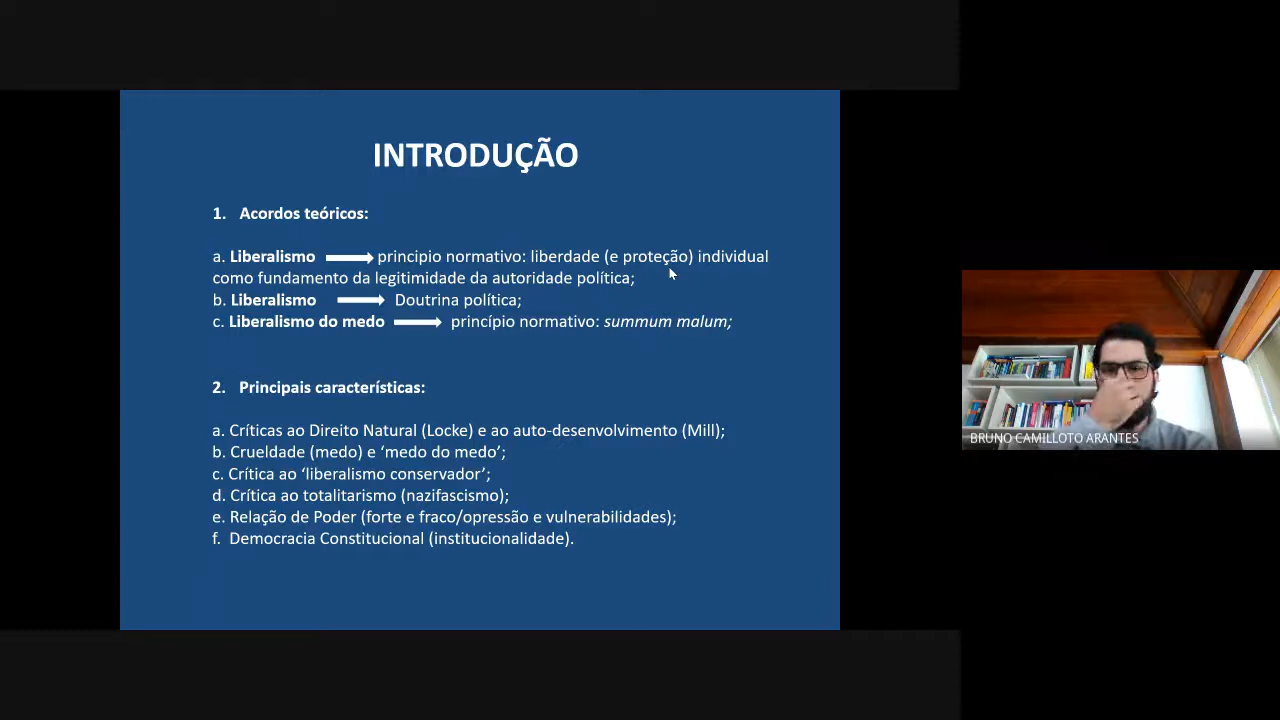 INTRODUÇÃO
1. Acordos teóricos:
a. Liberalismo principio normativo: liberdade (e proteção) individual
como fundamento da legitimidade da autoridade política;
b. Liberalismo Doutrina política;
c. Liberalismo do medo princípio normativo: summum malum;
2. Principais características:
a. Críticas ao Direito Natural (Locke) e ao auto-desenvolvimento (Mill);
b. Crueldade (medo) e ‘medo do medo’;
c. Crítica ao ‘liberalismo conservador’;
d. Crítica ao totalitarismo (nazifascismo);
e. Relação de Poder (forte e fraco/opressão e vulnerabilidades);
f. Democracia Constitucional (institucionalidade).
BRUNO CAMILLOTO ARANTES